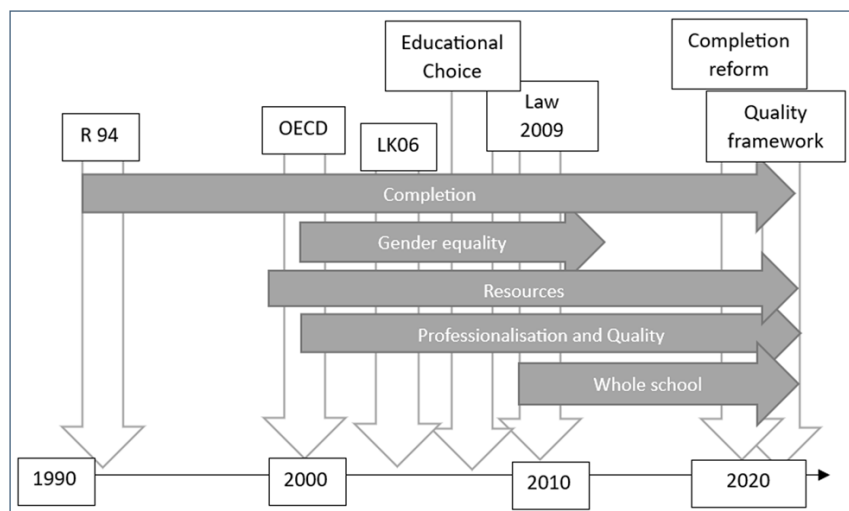 Educational
Choice
Completion
reform
R 94
OECD
LK06
Law
2009
Quality
framework
Completion
Gender equality
Resources
Professionalisation and Quality
Whole school
1990
2000
2010
2020